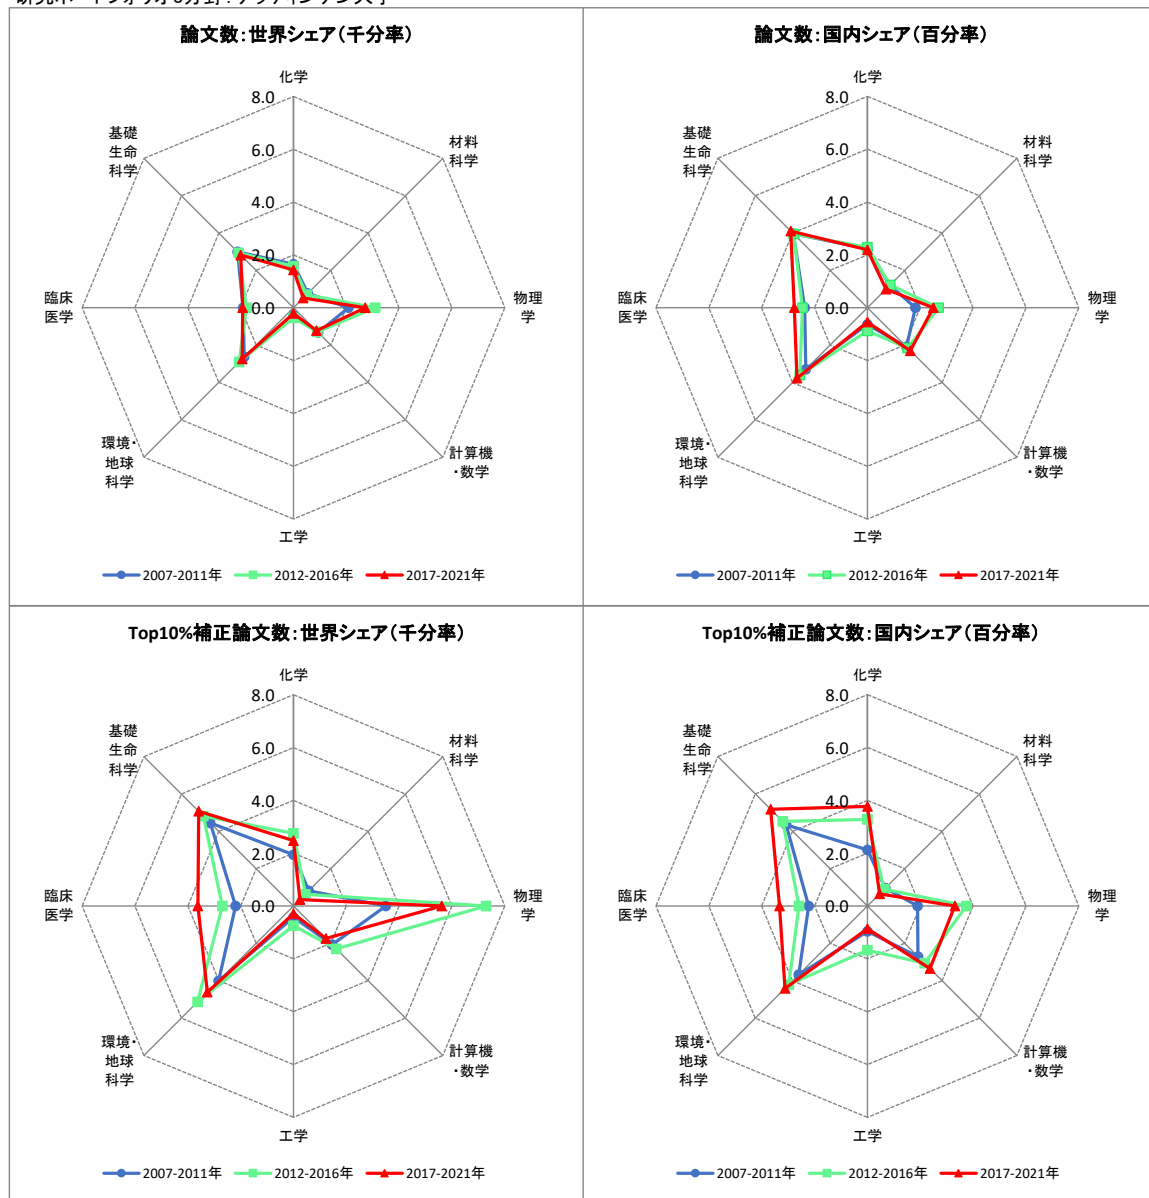 論文数：世界シェア（千分率）
化学
8.0
6.0
4.0
2.0
0.0
材料
科学
物理
学
計算機
・数学
工学
環境・
地球
科学
臨床
医学
基礎
生命
科学
2007-2011年
2012-2016年
2017-2021年
論文数：国内シェア（百分率）
化学
8.0
6.0
4.0
2.0
0.0
材料
科学
物理
学
計算機
・数学
工学
環境・
地球
科学
臨床
医学
基礎
生命
科学
2007-2011年
2012-2016年
2017-2021年
Top10%補正論文数：世界シェア（千分率）
化学
8.0
6.0
4.0
2.0
0.0
材料
科学
物理
学
計算機
・数学
工学
環境・
地球
科学
臨床
医学
基礎
生命
科学
2007-2011年
2012-2016年
2017-2021年
Top10%補正論文数：国内シェア（百分率）
化学
8.0
6.0
4.0
2.0
0.0
材料
科学
物理
学
計算機
・数学
工学
環境・
地球
科学
臨床
医学
基礎
生命
科学
2007-2011年
2012-2016年
2017-2021年